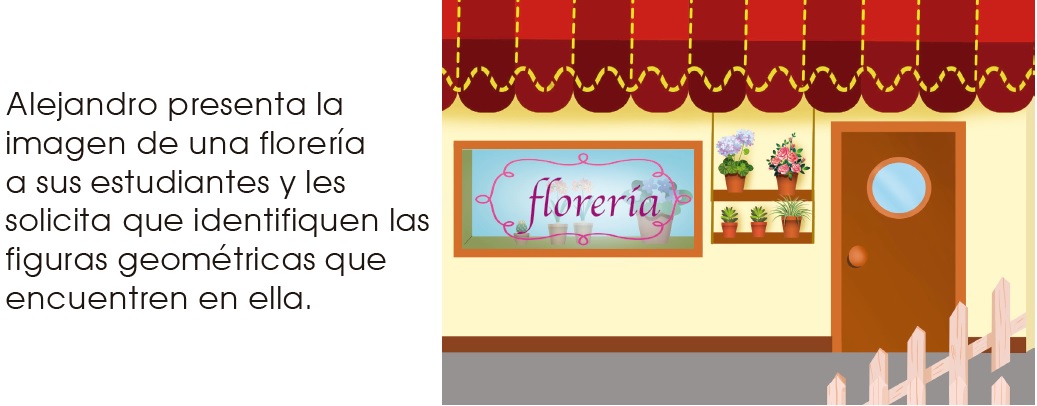 Alejandro presenta la
imagen de una florería
a sus estudiantes y les
solicita que identifiquen las
figuras geométricas que
encuentren en ella.
florería